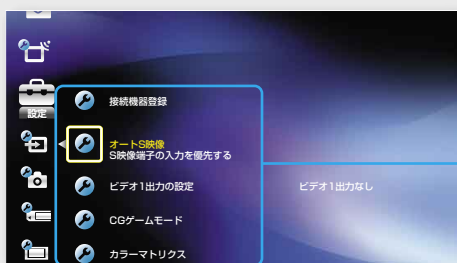 設定
接続機器登録
オートS映像
S映像端子の入力を優先する
ビデオ1出力の設定
ビデオ1出力なし
CGゲームモード
カラーマトリクス